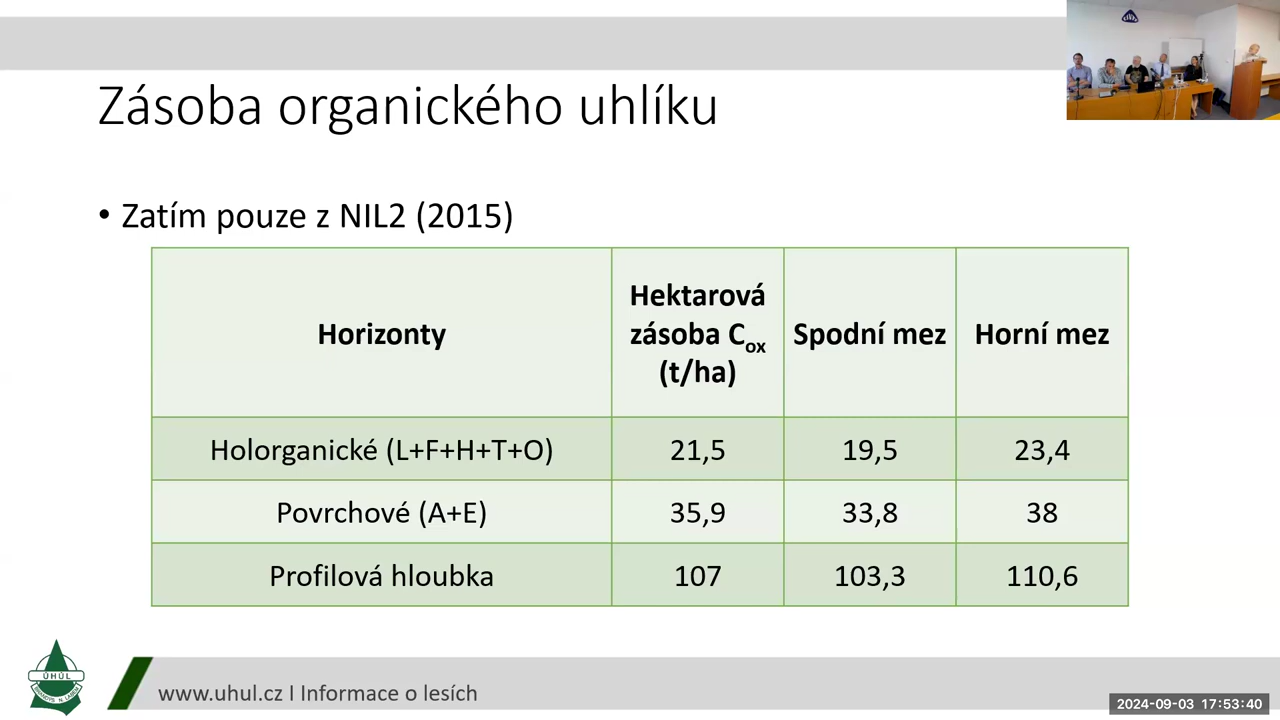 Zásoba organického uhlíku
• Zatím pouze z NIL2 (2015)
Horizonty
Hektarová
zásoba Cox
(t/ha)
Spodní mez
Horní mez
Holorganické (L+F+H+T+O)
21,5
19,5
23,4
Povrchové (A+E)
35,9
33,8
38
Profilová hloubka
107
103,3
110,6
ÚHÚL
www.uhul.cz I Informace o lesích
2024-09-03 17:53:40